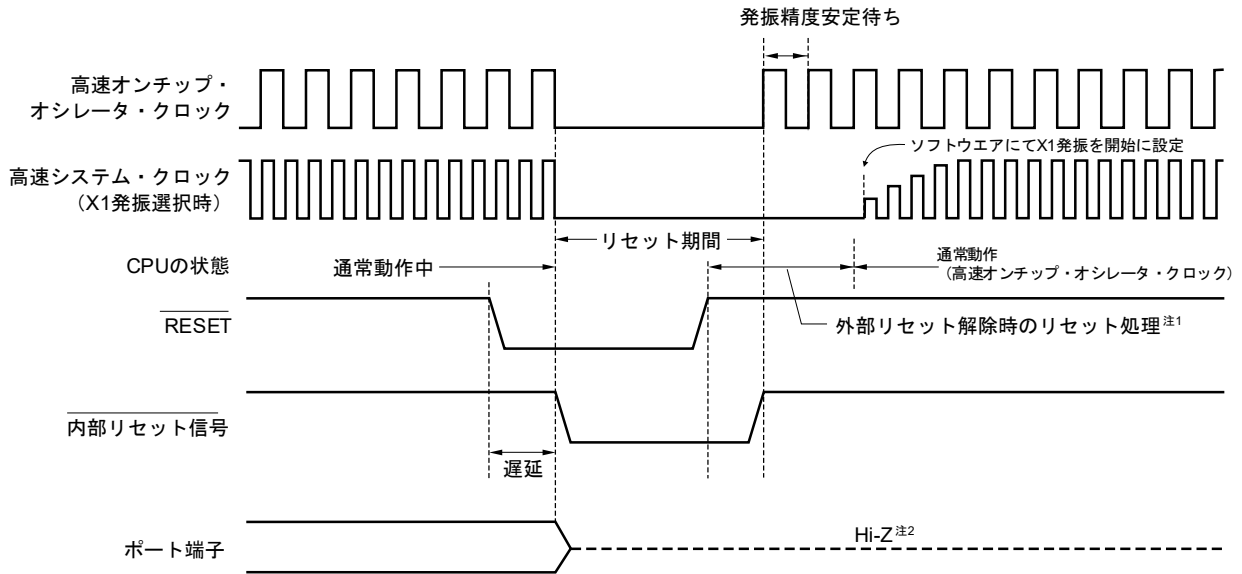 発振精度安定待ち
高速オンチップ・
オシレータ・クロック
ソフトウエアにてX1発振を開始に設定
高速システム・クロック
（X1発振選択時）
リセット期間
CPUの状態
通常動作中
通常動作
（高速オンチップ・オシレータ・クロック）
RESET
外部リセット解除時のリセット処理注1
内部リセット信号
遅延
ポート端子
Hi-Z注2